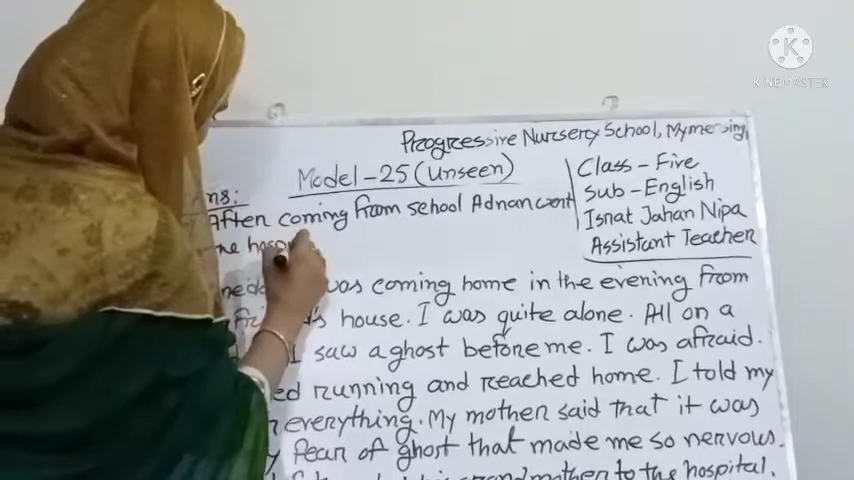 Progressive Nursery School, Mymensing,
Model-25 (Unseen)
Class - Five
Sub - English
Isnat Jahan Nipa
Assistant Teacher
After coming from school Adnan went
was coming home in the evening from
house. I was quite alone. All on a
I saw a ghost before me. I was afraid.
running and reached home. I told my
everything. My mother said that it was
fear of ghost that made me so nervous.
grandmother to the hospital.
KINEMASTER